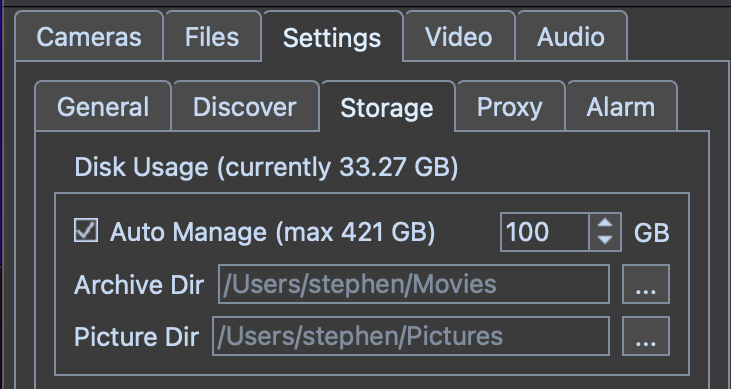 Cameras Files Settings Video Audio
General Discover Storage Proxy Alarm
Disk Usage (currently 33.27 GB)
Auto Manage (max 421 GB) 100 GB
Archive Dir /Users/stephen/Movies ...
Picture Dir /Users/stephen/Pictures ...